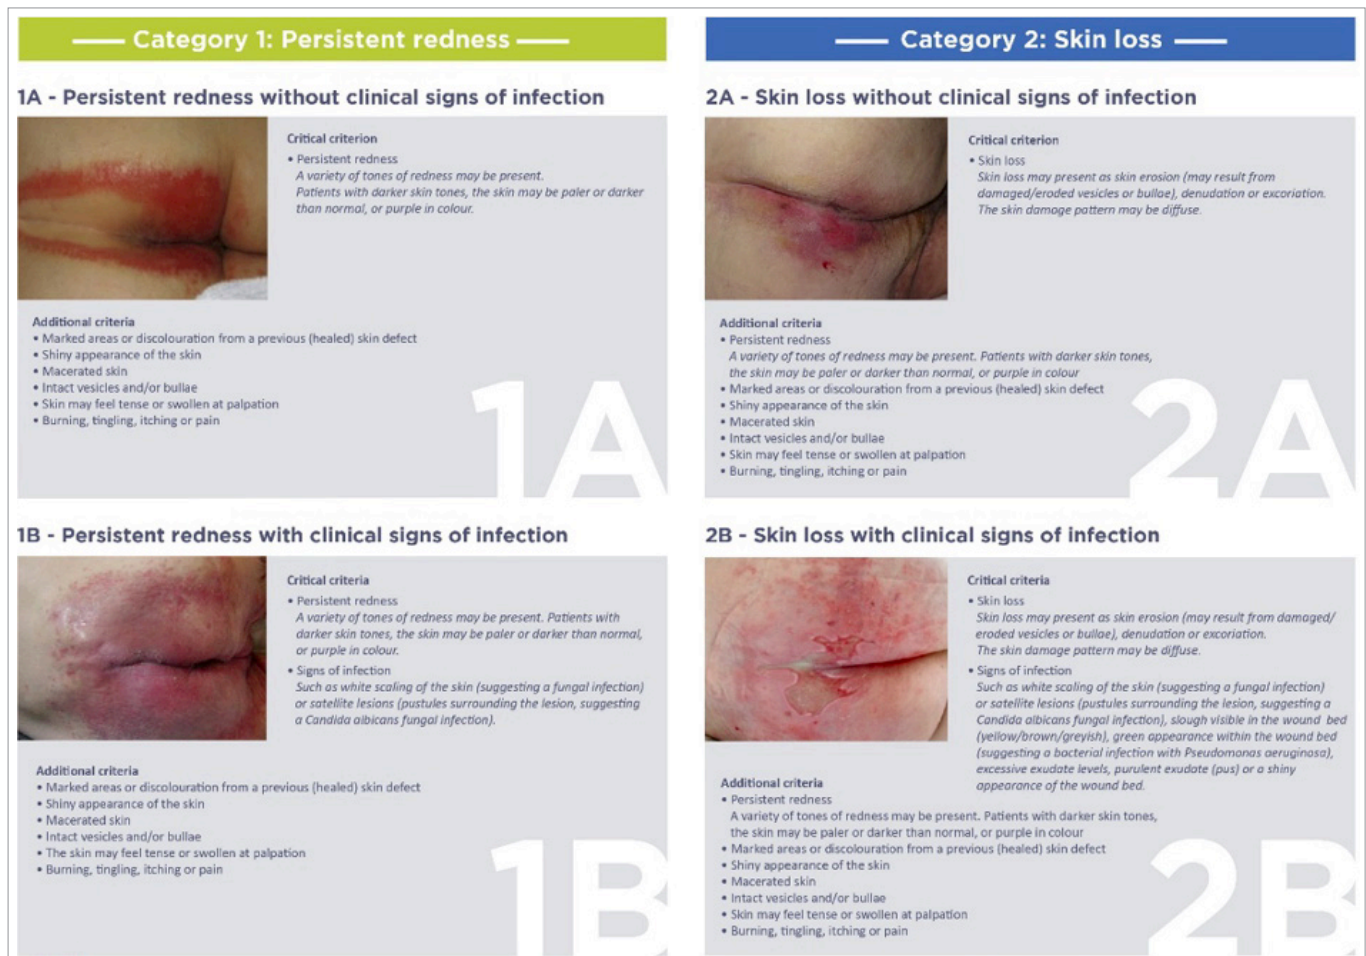 Category 1: Persistent redness
1A - Persistent redness without clinical signs of infection
Critical criterion
• Persistent redness
A variety of tones of redness may be present.
Patients with darker skin tones, the skin may be paler or darker
than normal, or purple in colour.
Additional criteria
• Marked areas or discolouration from a previous (healed) skin defect
• Shiny appearance of the skin
• Macerated skin
• Intact vesicles and/or bullae
• Skin may feel tense or swollen at palpation
• Burning, tingling, itching or pain
1A
1B - Persistent redness with clinical signs of infection
Critical criteria
• Persistent redness
A variety of tones of redness may be present. Patients with
darker skin tones, the skin may be paler or darker than normal,
or purple in colour.
• Signs of infection
Such as white scaling of the skin (suggesting a fungal infection)
or satellite lesions (pustules surrounding the lesion, suggesting
a Candida albicans fungal infection).
Additional criteria
• Marked areas or discolouration from a previous (healed) skin defect
• Shiny appearance of the skin
• Macerated skin
• Intact vesicles and/or bullae
• The skin may feel tense or swollen at palpation
• Burning, tingling, itching or pain
1B
Category 2: Skin loss
2A - Skin loss without clinical signs of infection
Critical criterion
• Skin loss
Skin loss may present as skin erosion (may result from
damaged/eroded vesicles or bullae), denudation or excoriation.
The skin damage pattern may be diffuse.
Additional criteria
• Persistent redness
A variety of tones of redness may be present. Patients with darker skin tones,
the skin may be paler or darker than normal, or purple in colour
• Marked areas or discolouration from a previous (healed) skin defect
• Shiny appearance of the skin
• Macerated skin
• Intact vesicles and/or bullae
• Skin may feel tense or swollen at palpation
• Burning, tingling, itching or pain
2A
2B - Skin loss with clinical signs of infection
Critical criteria
• Skin loss
Skin loss may present as skin erosion (may result from damaged/
eroded vesicles or bullae), denudation or excoriation.
The skin damage pattern may be diffuse.
• Signs of infection
Such as white scaling of the skin (suggesting a fungal infection)
or satellite lesions (pustules surrounding the lesion, suggesting a
Candida albicans fungal infection), slough visible in the wound bed
(yellow/brown/greyish), green appearance within the wound bed
(suggesting a bacterial infection with Pseudomonas aeruginosa),
excessive exudate levels, purulent exudate (pus) or a shiny
appearance of the wound bed.
Additional criteria
• Persistent redness
A variety of tones of redness may be present. Patients with darker skin tones,
the skin may be paler or darker than normal, or purple in colour
• Marked areas or discolouration from a previous (healed) skin defect
• Shiny appearance of the skin
• Macerated skin
• Intact vesicles and/or bullae
• Skin may feel tense or swollen at palpation
• Burning, tingling, itching or pain
2B